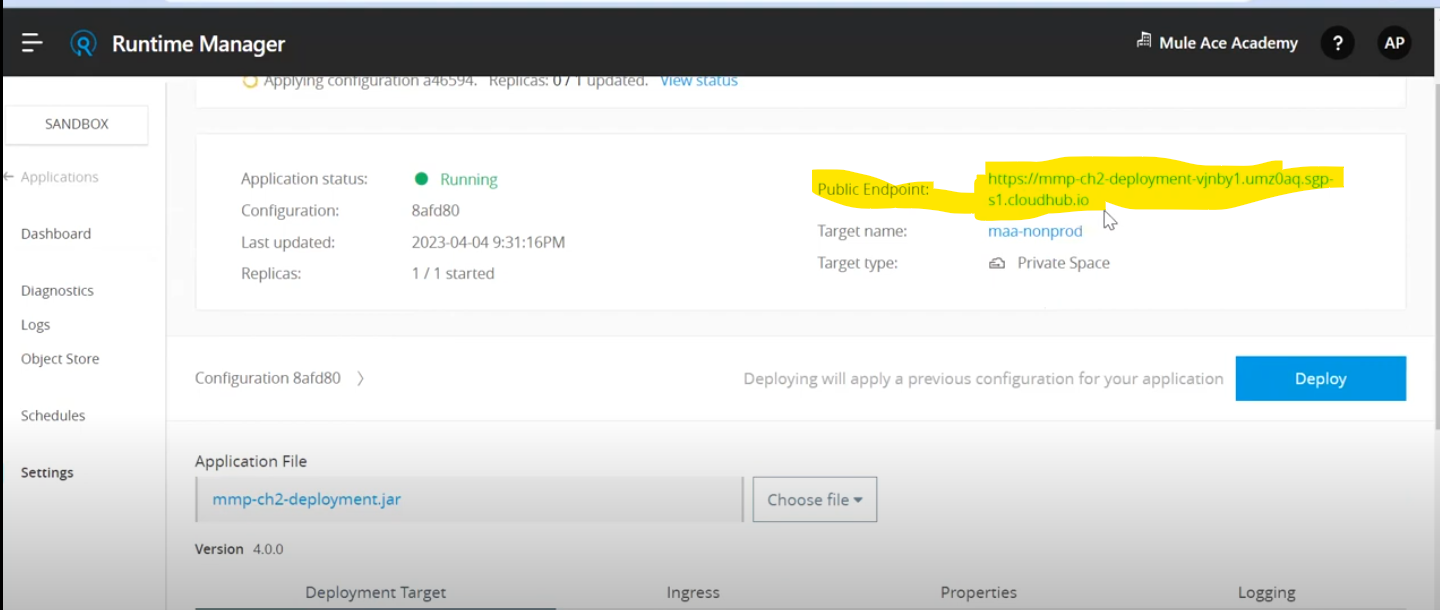 Runtime Manager
Mule Ace Academy
?
AP
Applying configuration a46594. Replicas: 0 / 1 updated. View status
SANDBOX
Applications
Dashboard
Diagnostics
Logs
Object Store
Schedules
Settings
Application status: Running
Configuration: 8afd80
Last updated: 2023-04-04 9:31:16PM
Replicas: 1 / 1 started
Public Endpoint: https://mmp-ch2-deployment-vjnby1.umz0aq.sgp-
s1.cloudhub.io
Target name: maa-nonprod
Target type: Private Space
Configuration 8afd80
Deploying will apply a previous configuration for your application
Deploy
Application File
mmp-ch2-deployment.jar
Choose file
Version 4.0.0
Deployment Target
Ingress
Properties
Logging